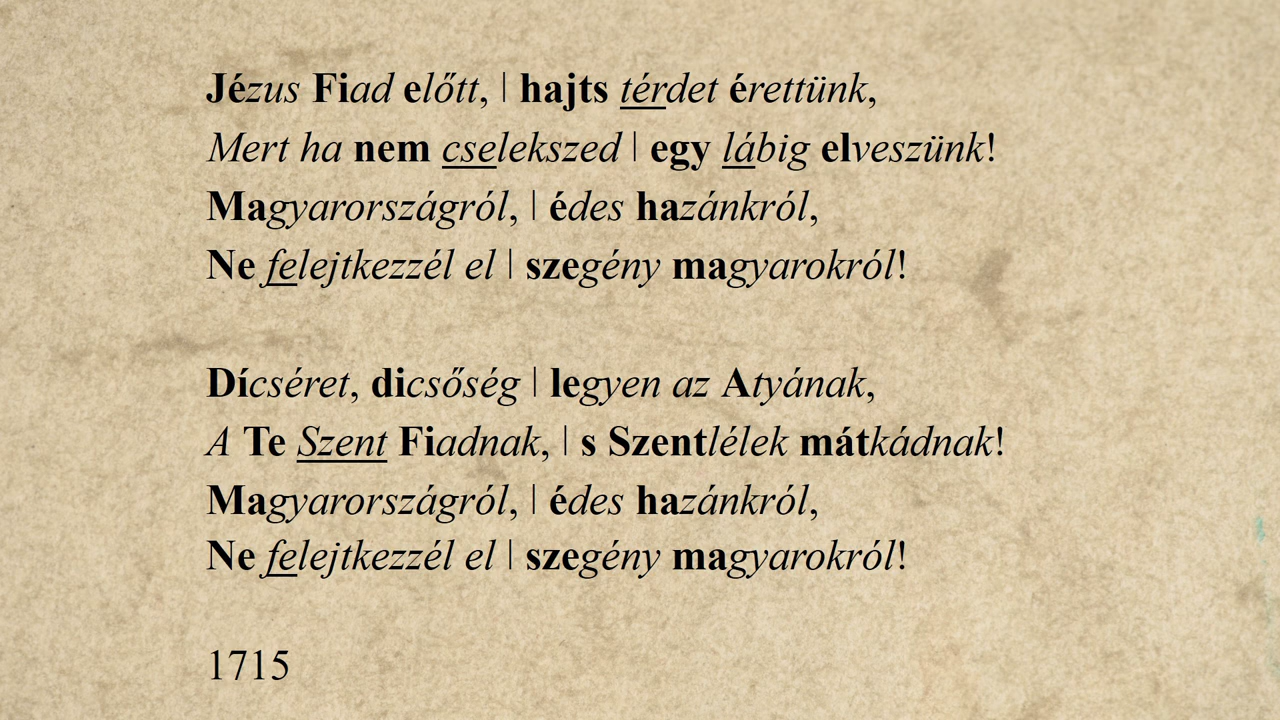 Jézus Fiad előtt, | hajts térdet érettünk,
Mert ha nem cselekszed | egy lábig elveszünk!
Magyarországról, | édes hazánkról,
Ne felejtkezzél el | szegény magyarokról!
Dícséret, dicsőség | legyen az Atyának,
A Te Szent Fiadnak, | s Szentlélek mátkádnak!
Magyarországról, | édes hazánkról,
Ne felejtkezzél el | szegény magyarokról!
1715